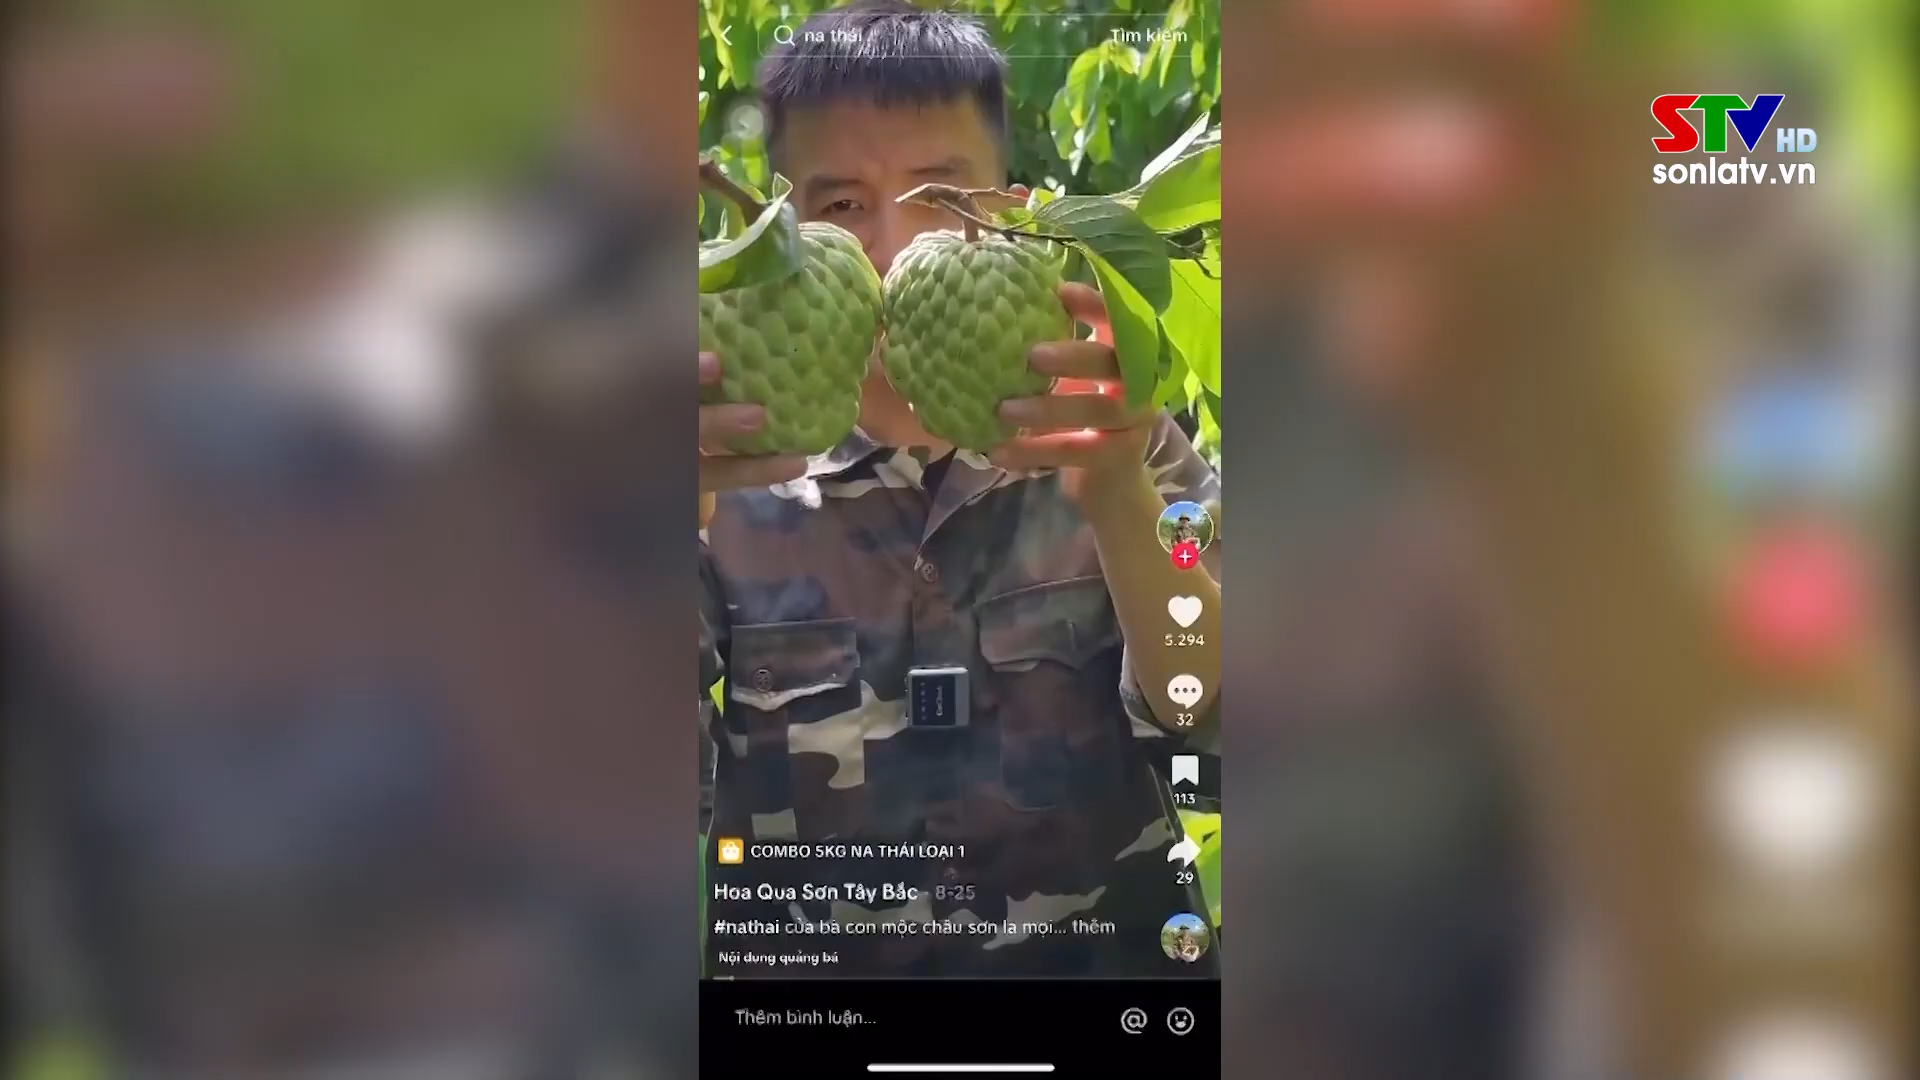 na thái
Tìm kiếm
STV HD
sonlatv.vn
5.294
32
113
29
COMBO 5KG NA THÁI LOẠI 1
Hoa Quả Sơn Tây Bắc · 8-25
#nathai của bà con mộc châu sơn la mọi... thêm
Nội dung quảng bá
Thêm bình luận...